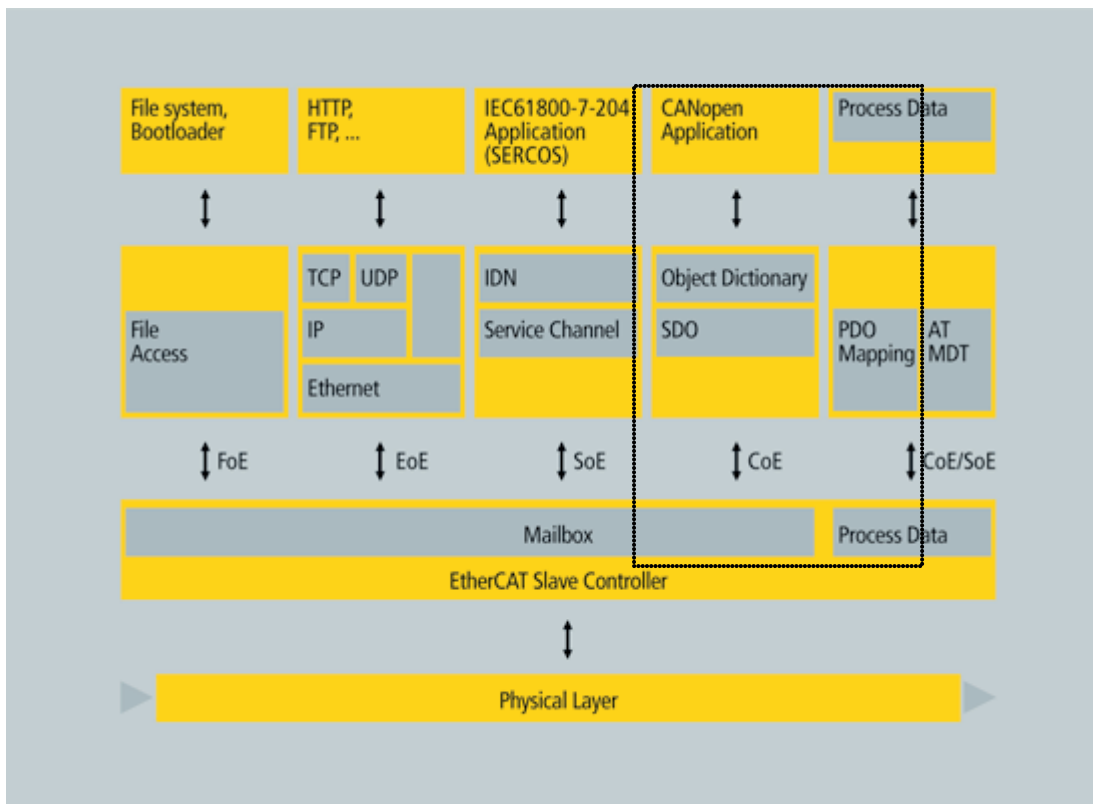 File system,
Bootloader
HTTP,
FTP, ...
IEC61800-7-204
Application
(SERCOS)
CANopen
Application
Process Data
File
Access
TCP
UDP
IP
Ethernet
IDN
Service Channel
Object Dictionary
SDO
PDO
Mapping
AT
MDT
FoE
EoE
SoE
CoE
CoE/SoE
Mailbox
Process Data
EtherCAT Slave Controller
Physical Layer